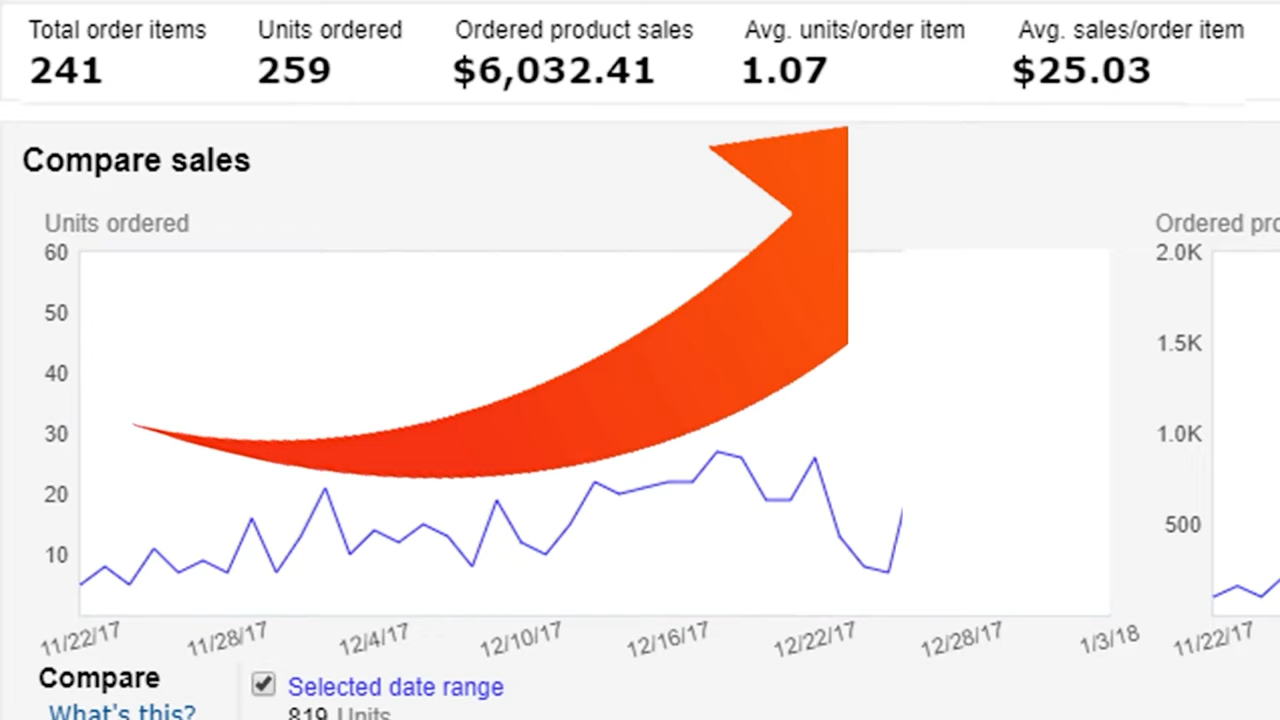 Total order items
241
Units ordered
259
Ordered product sales
$6,032.41
Avg. units/order item
1.07
Avg. sales/order item
$25.03
Compare sales
Units ordered
60
50
40
30
20
10
11/22/17
11/28/17
12/4/17
12/10/17
12/16/17
12/22/17
12/28/17
1/3/18
Ordered pro
2.0K
1.5K
1.0K
500
11/22/17
Compare
What's this?
Selected date range
819 Units